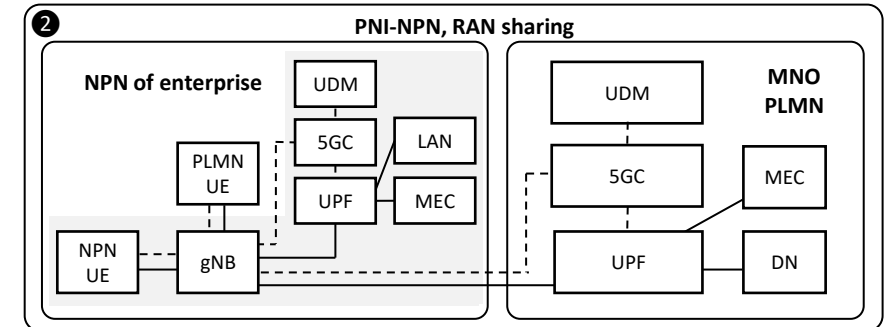 2
PNI-NPN, RAN sharing
NPN of enterprise
UDM
5GC
LAN
PLMN
UE
UPF
MEC
NPN
UE
gNB
MNO
PLMN
UDM
5GC
MEC
UPF
DN